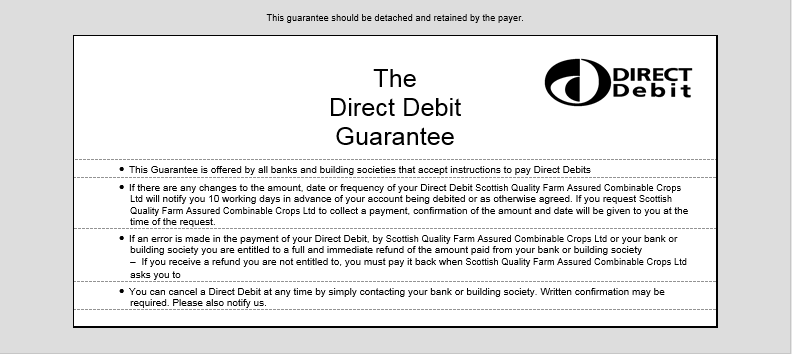 This guarantee should be detached and retained by the payer.
The
Direct Debit
Guarantee
DIRECT
Debit
• This Guarantee is offered by all banks and building societies that accept instructions to pay Direct Debits
• If there are any changes to the amount, date or frequency of your Direct Debit Scottish Quality Farm Assured Combinable Crops
Ltd will notify you 10 working days in advance of your account being debited or as otherwise agreed. If you request Scottish
Quality Farm Assured Combinable Crops Ltd to collect a payment, confirmation of the amount and date will be given to you at the
time of the request.
• If an error is made in the payment of your Direct Debit, by Scottish Quality Farm Assured Combinable Crops Ltd or your bank or
building society you are entitled to a full and immediate refund of the amount paid from your bank or building society
– If you receive a refund you are not entitled to, you must pay it back when Scottish Quality Farm Assured Combinable Crops Ltd
asks you to
• You can cancel a Direct Debit at any time by simply contacting your bank or building society. Written confirmation may be
required. Please also notify us.